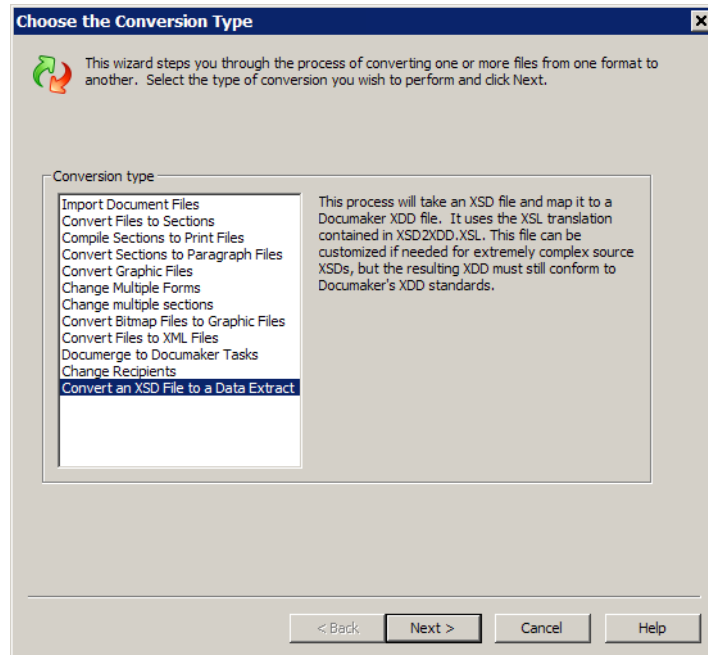 Choose the Conversion Type
This wizard steps you through the process of converting one or more files from one format to
another. Select the type of conversion you wish to perform and click Next.
Conversion type
Import Document Files
Convert Files to Sections
Compile Sections to Print Files
Convert Sections to Paragraph Files
Convert Graphic Files
Change Multiple Forms
Change multiple sections
Convert Bitmap Files to Graphic Files
Convert Files to XML Files
Documerge to Documaker Tasks
Change Recipients
Convert an XSD File to a Data Extract
This process will take an XSD file and map it to a
Documaker XDD file. It uses the XSL translation
contained in XSD2XDD.XSL. This file can be
customized if needed for extremely complex source
XSDs, but the resulting XDD must still conform to
Documaker's XDD standards.
< Back
Next >
Cancel
Help